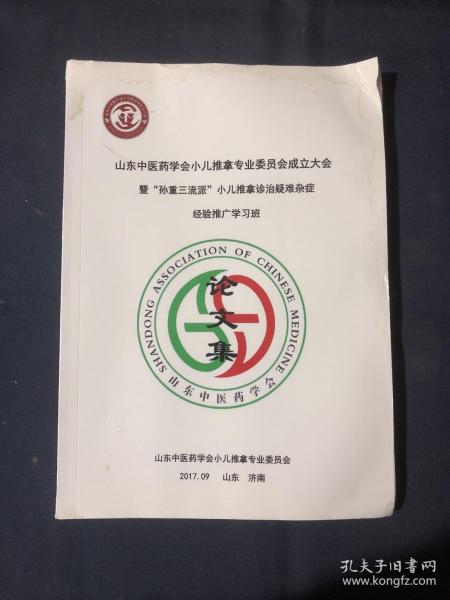 山东中医药学会小儿推拿专业委员会成立大会
暨“孙重三流派”小儿推拿诊治疑难杂症
经验推广学习班
SHANDONG ASSOCIATION OF CHINESE MEDICINE
论文集
山东中医药学会
山东中医药学会小儿推拿专业委员会
2017.09 山东 济南
孔夫子旧书网
www.kongfz.com